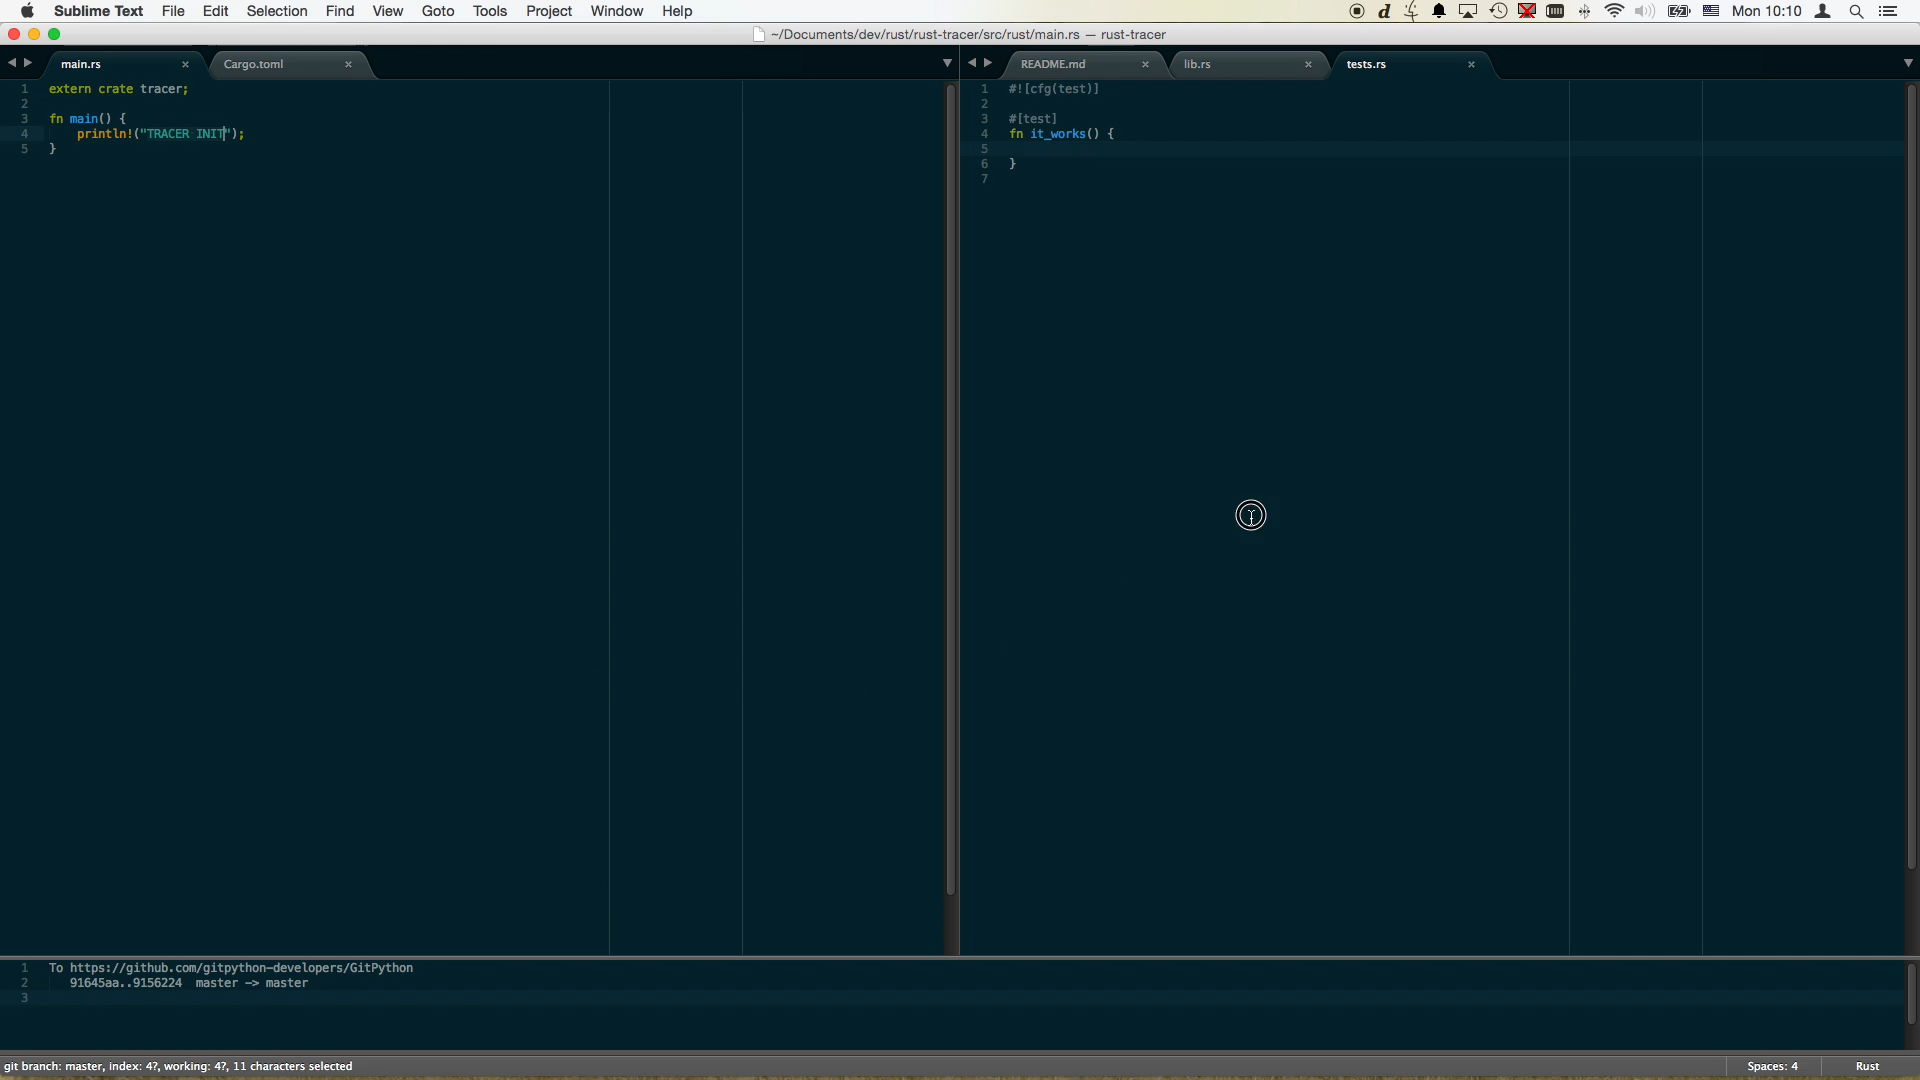 Sublime Text File Edit Selection Find View Goto Tools Project Window Help
d
Mon 10:10
~/Documents/dev/rust/rust-tracer/src/rust/main.rs — rust-tracer
main.rs × Cargo.toml ×
README.md × lib.rs × tests.rs ×
1 extern crate tracer;
2
3 fn main() {
4 println!("TRACER INIT");
5 }
1 #![cfg(test)]
2
3 #[test]
4 fn it_works() {
5
6 }
7
1 To https://github.com/gitpython-developers/GitPython
2 91645aa..9156224 master -> master
3
git branch: master, index: 4?, working: 4?, 11 characters selected
Spaces: 4
Rust